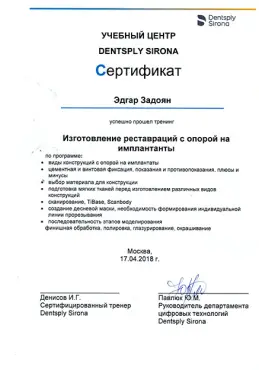 Dentsply
Sirona
УЧЕБНЫЙ ЦЕНТР
DENTSPLY SIRONA
Сертификат
Эдгар Задоян
успешно прошел тренинг
Изготовление реставраций с опорой на
имплантанты
по программе:
• виды конструкций с опорой на имплантаты
• цементная и винтовая фиксация, показания и противопоказания, плюсы и
минусы
• выбор материала для конструкции
• подготовка мягких тканей перед изготовлением различных видов
конструкций
• сканирование, TiBase, Scanbody
• создание десневой маски, необходимость формирования индивидуальной
линии прорезывания
• последовательность этапов моделирования
финишная обработка, полировка, глазурирование, окрашивание
Москва,
17.04.2018 г.
Денисов И.Г.
Сертифицированный тренер
Dentsply Sirona
Павлюк Ю.М.
Руководитель департамента
цифровых технологий
Dentsply Sirona